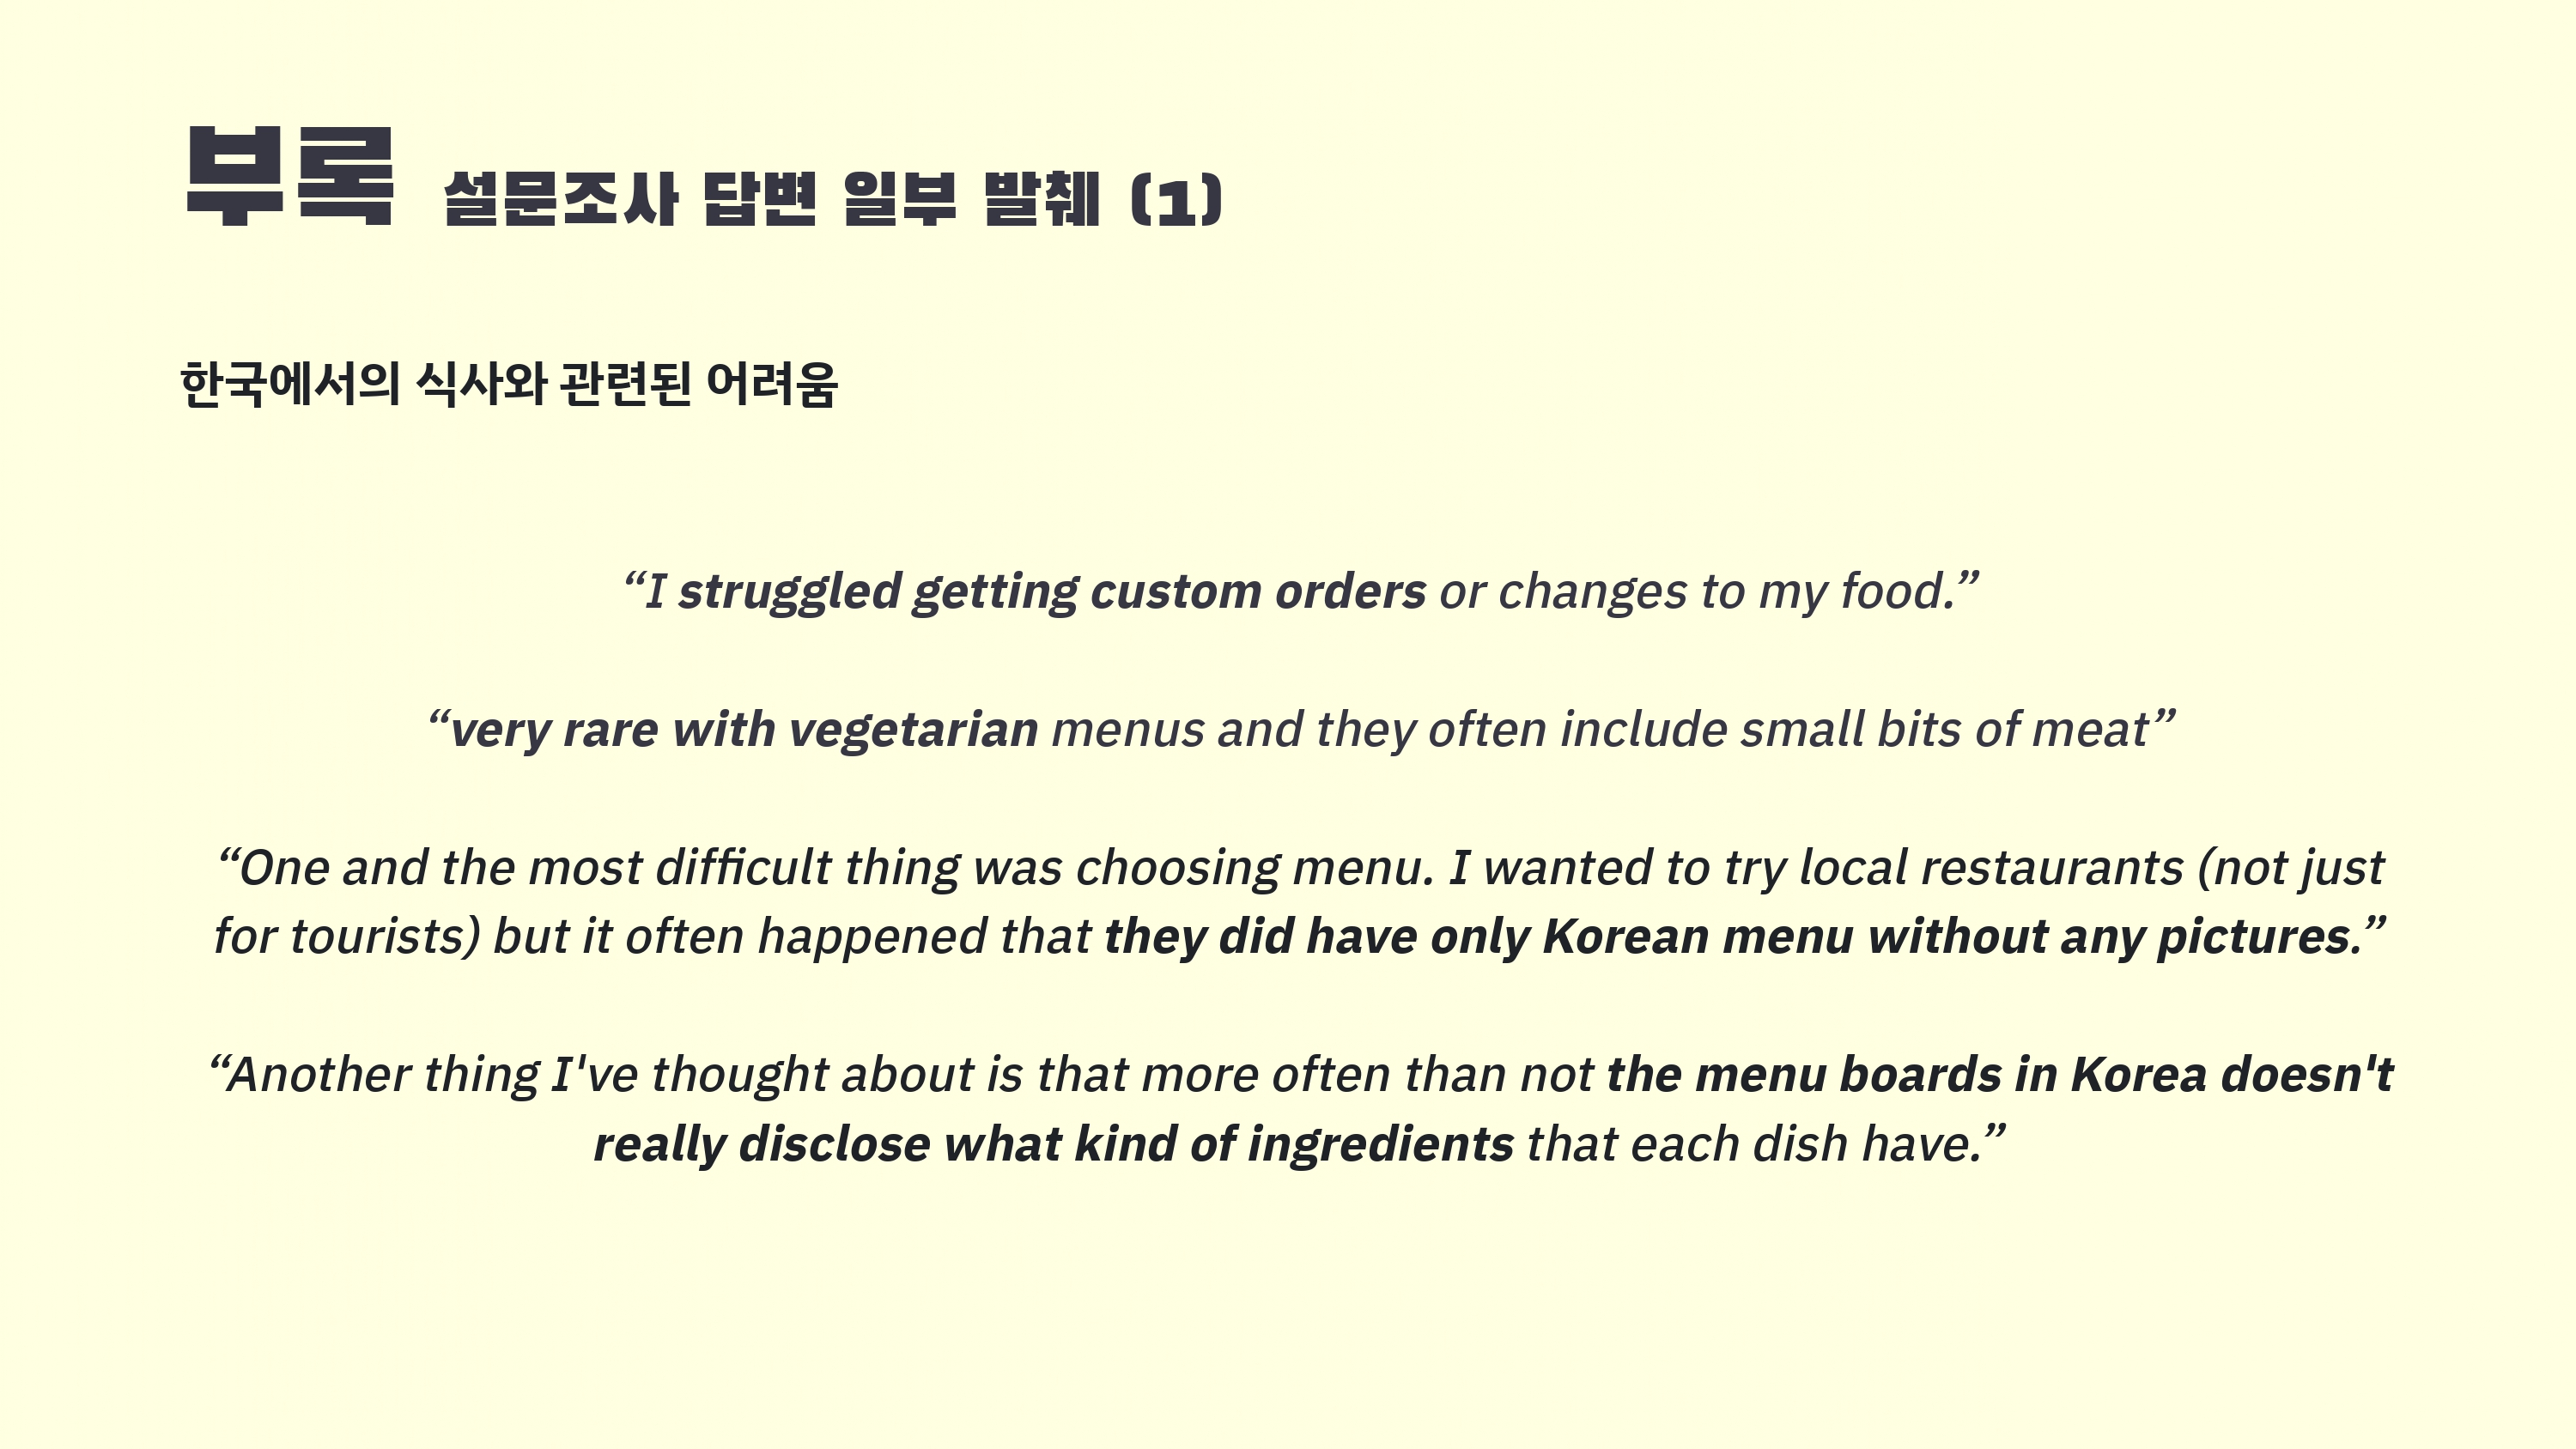 부록 설문조사 답변 일부 발췌 (1)
한국에서의 식사와 관련된 어려움
“I struggled getting custom orders or changes to my food.”
“very rare with vegetarian menus and they often include small bits of meat”
“One and the most difficult thing was choosing menu. I wanted to try local restaurants (not just
for tourists) but it often happened that they did have only Korean menu without any pictures.”
“Another thing I've thought about is that more often than not the menu boards in Korea doesn't
really disclose what kind of ingredients that each dish have.”